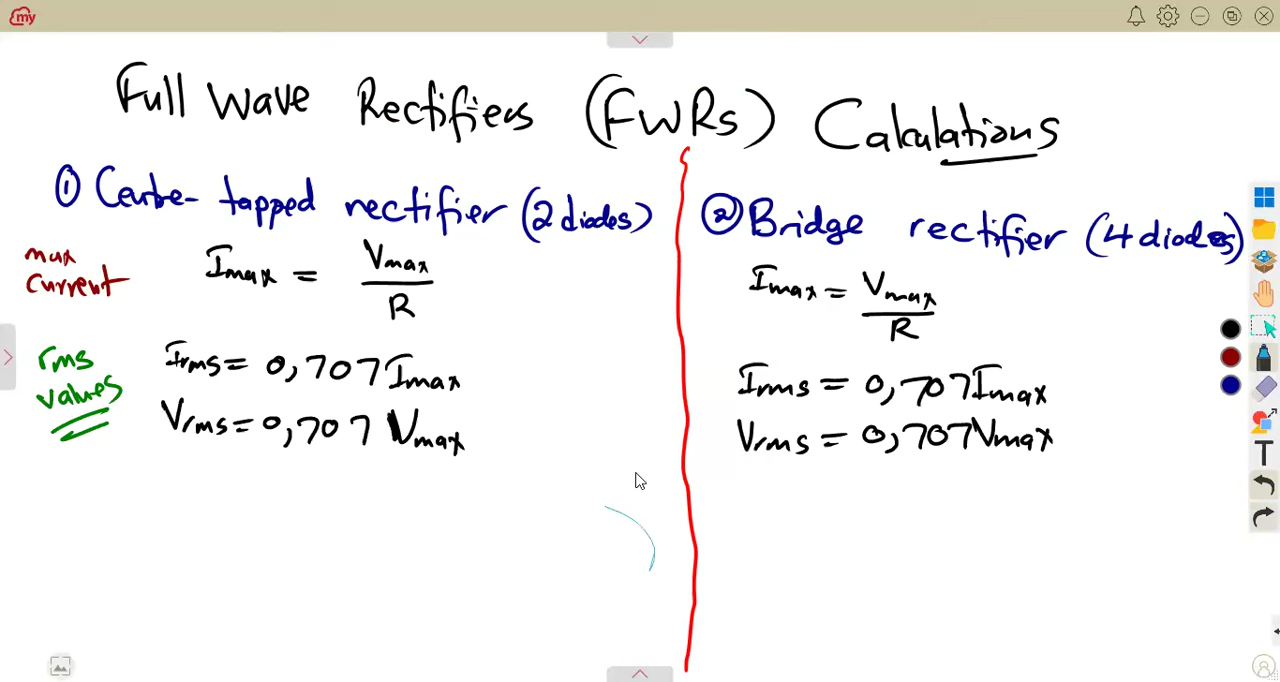 my
Full Wave Rectifiers (FWRs) Calculations
① Centre-tapped rectifier (2 diodes)
max current
Imax = Vmax / R
rms values
Irms = 0,707 Imax
Vrms = 0,707 Vmax
② Bridge rectifier (4 diodes)
Imax = Vmax / R
Irms = 0,707 Imax
Vrms = 0,707 Vmax
T